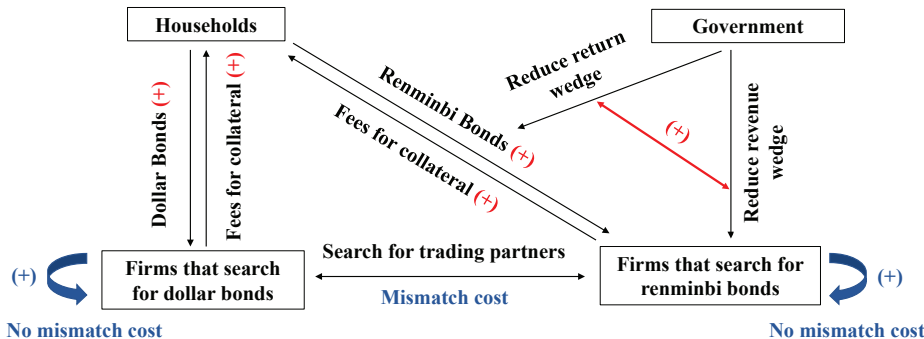 Households
Government
Reduce return
wedge
Renminbi Bonds (+)
Fees for collateral (+)
Dollar Bonds (+)
Fees for collateral (+)
(+)
Reduce revenue
wedge
Search for trading partners
Mismatch cost
(+)
Firms that search
for dollar bonds
Firms that search for
renminbi bonds
(+)
No mismatch cost
No mismatch cost